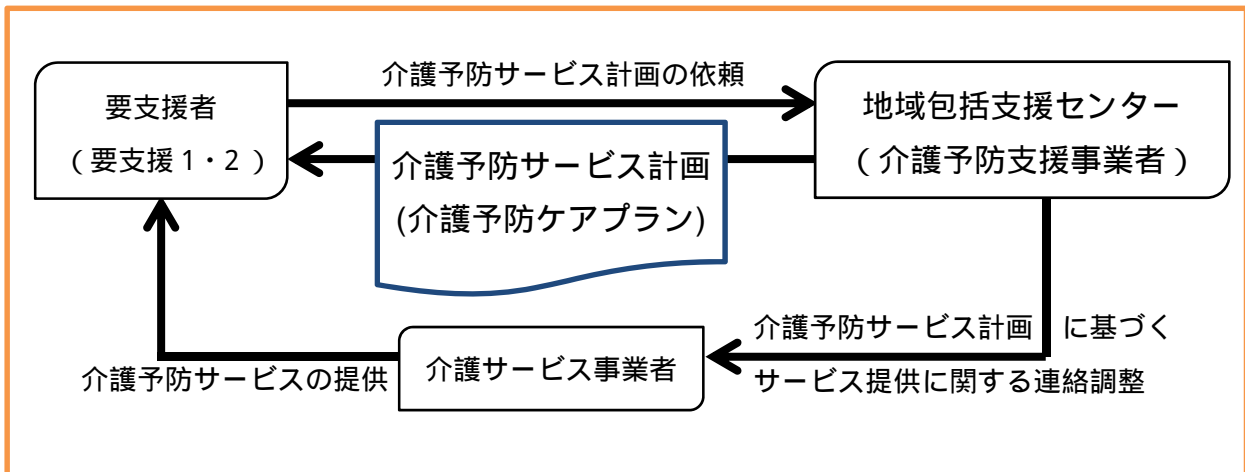 介護予防サービス計画の依頼
要支援者
（要支援１・２）
地域包括支援センター
（介護予防支援事業者）
介護予防サービス計画
(介護予防ケアプラン)
介護予防サービス計画　に基づく
サービス提供に関する連絡調整
介護サービス事業者
介護予防サービスの提供